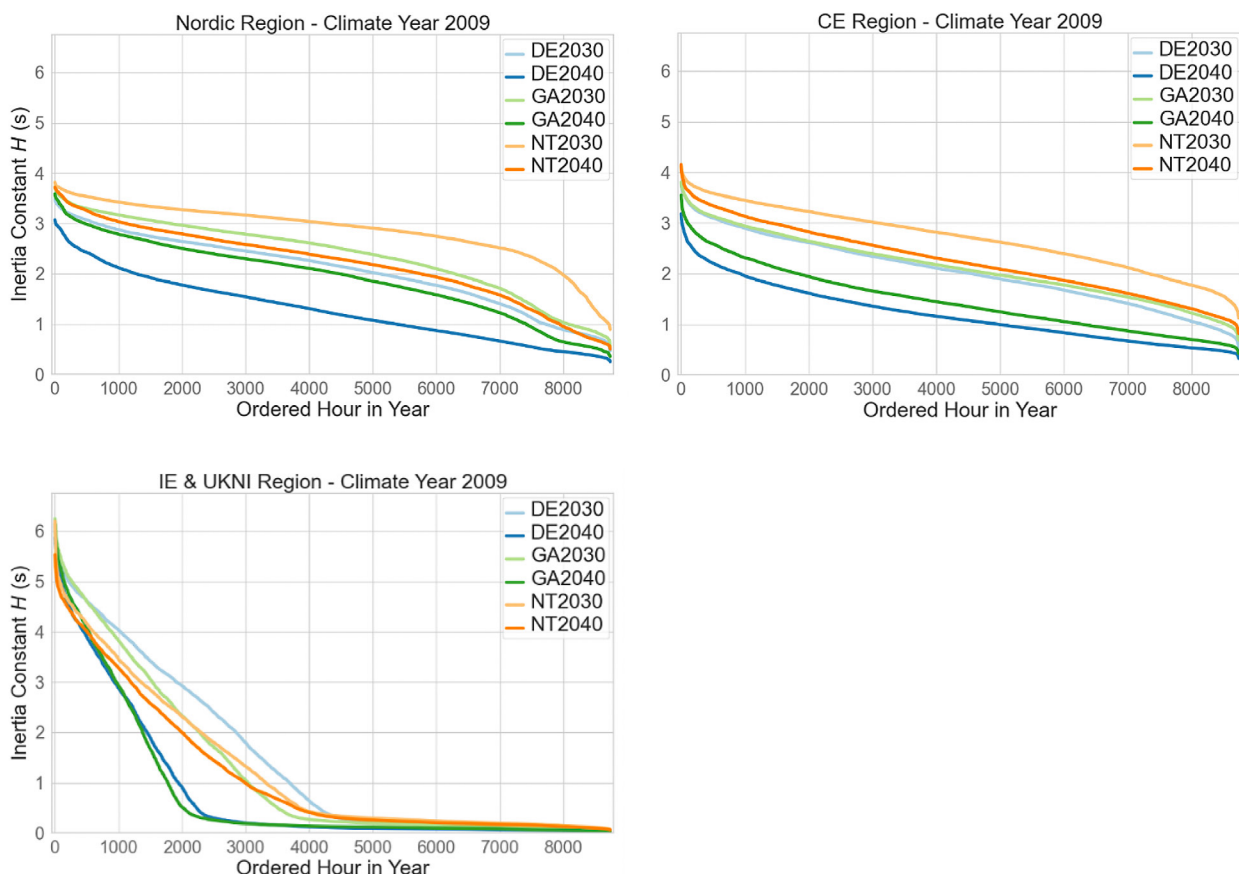 Nordic Region - Climate Year 2009
Inertia Constant H (s)
6
5
4
3
2
1
0
0 1000 2000 3000 4000 5000 6000 7000 8000
Ordered Hour in Year
DE2030
DE2040
GA2030
GA2040
NT2030
NT2040
CE Region - Climate Year 2009
6
5
4
3
2
1
0
0 1000 2000 3000 4000 5000 6000 7000 8000
Ordered Hour in Year
DE2030
DE2040
GA2030
GA2040
NT2030
NT2040
IE & UKNI Region - Climate Year 2009
Inertia Constant H (s)
6
5
4
3
2
1
0
0 1000 2000 3000 4000 5000 6000 7000 8000
Ordered Hour in Year
DE2030
DE2040
GA2030
GA2040
NT2030
NT2040